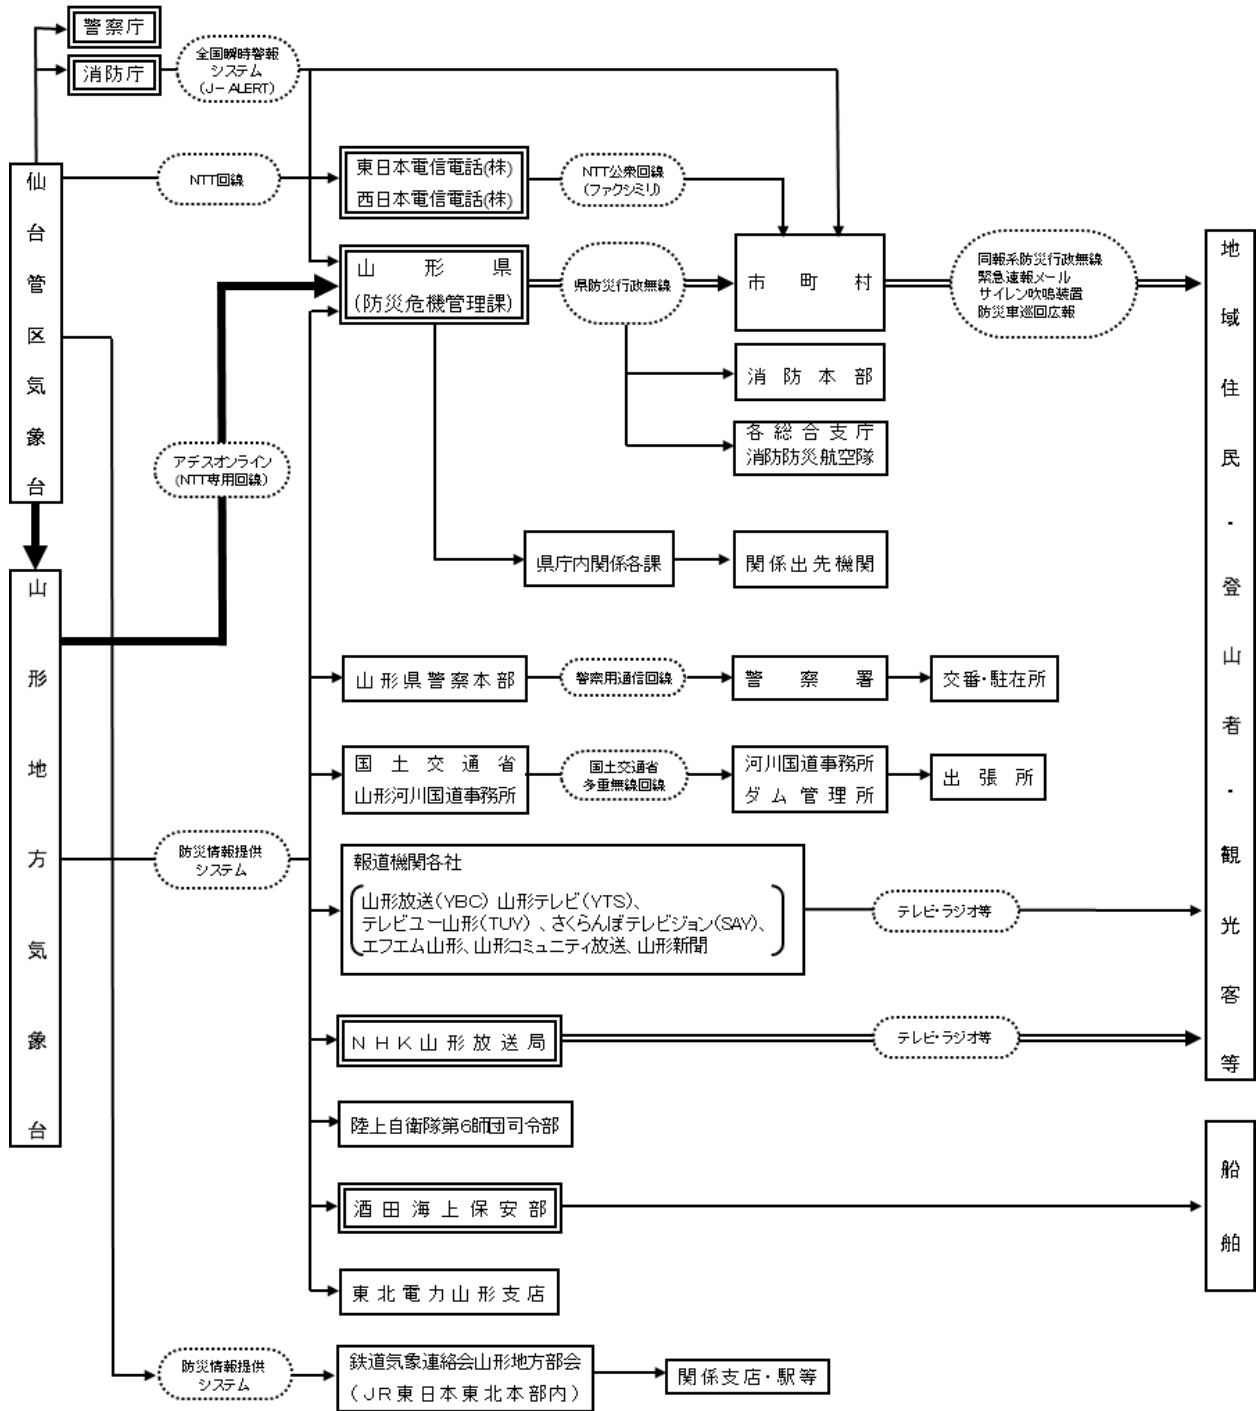 警察庁
消防庁
全国瞬時警報
システム
(J-ALERT)
仙台管区気象台
NTT回線
東日本電信電話(株)
西日本電信電話(株)
NTT公衆回線
(ファクシミリ)
山形県
(防災危機管理課)
県防災行政無線
市町村
同報系防災行政無線
緊急速報メール
サイレン吹鳴装置
防災車巡回広報
地域住民・登山者・観光客等
消防本部
各総合支庁
消防防災航空隊
アデスオンライン
(NTT専用回線)
県庁内関係各課
関係出先機関
山形地方気象台
山形県警察本部
警察用通信回線
警察署
交番・駐在所
国土交通省
山形河川国道事務所
国土交通省
多重無線回線
河川国道事務所
ダム管理所
出張所
防災情報提供
システム
報道機関各社
山形放送(YBC) 山形テレビ(YTS)、
テレビユー山形(TUY)、さくらんぼテレビジョン(SAY)、
エフエム山形、山形コミュニティ放送、山形新聞
テレビ・ラジオ等
NHK山形放送局
テレビ・ラジオ等
陸上自衛隊第6師団司令部
酒田海上保安部
船舶
東北電力山形支店
防災情報提供
システム
鉄道気象連絡会山形地方部会
(JR東日本東北本部内)
関係支店・駅等